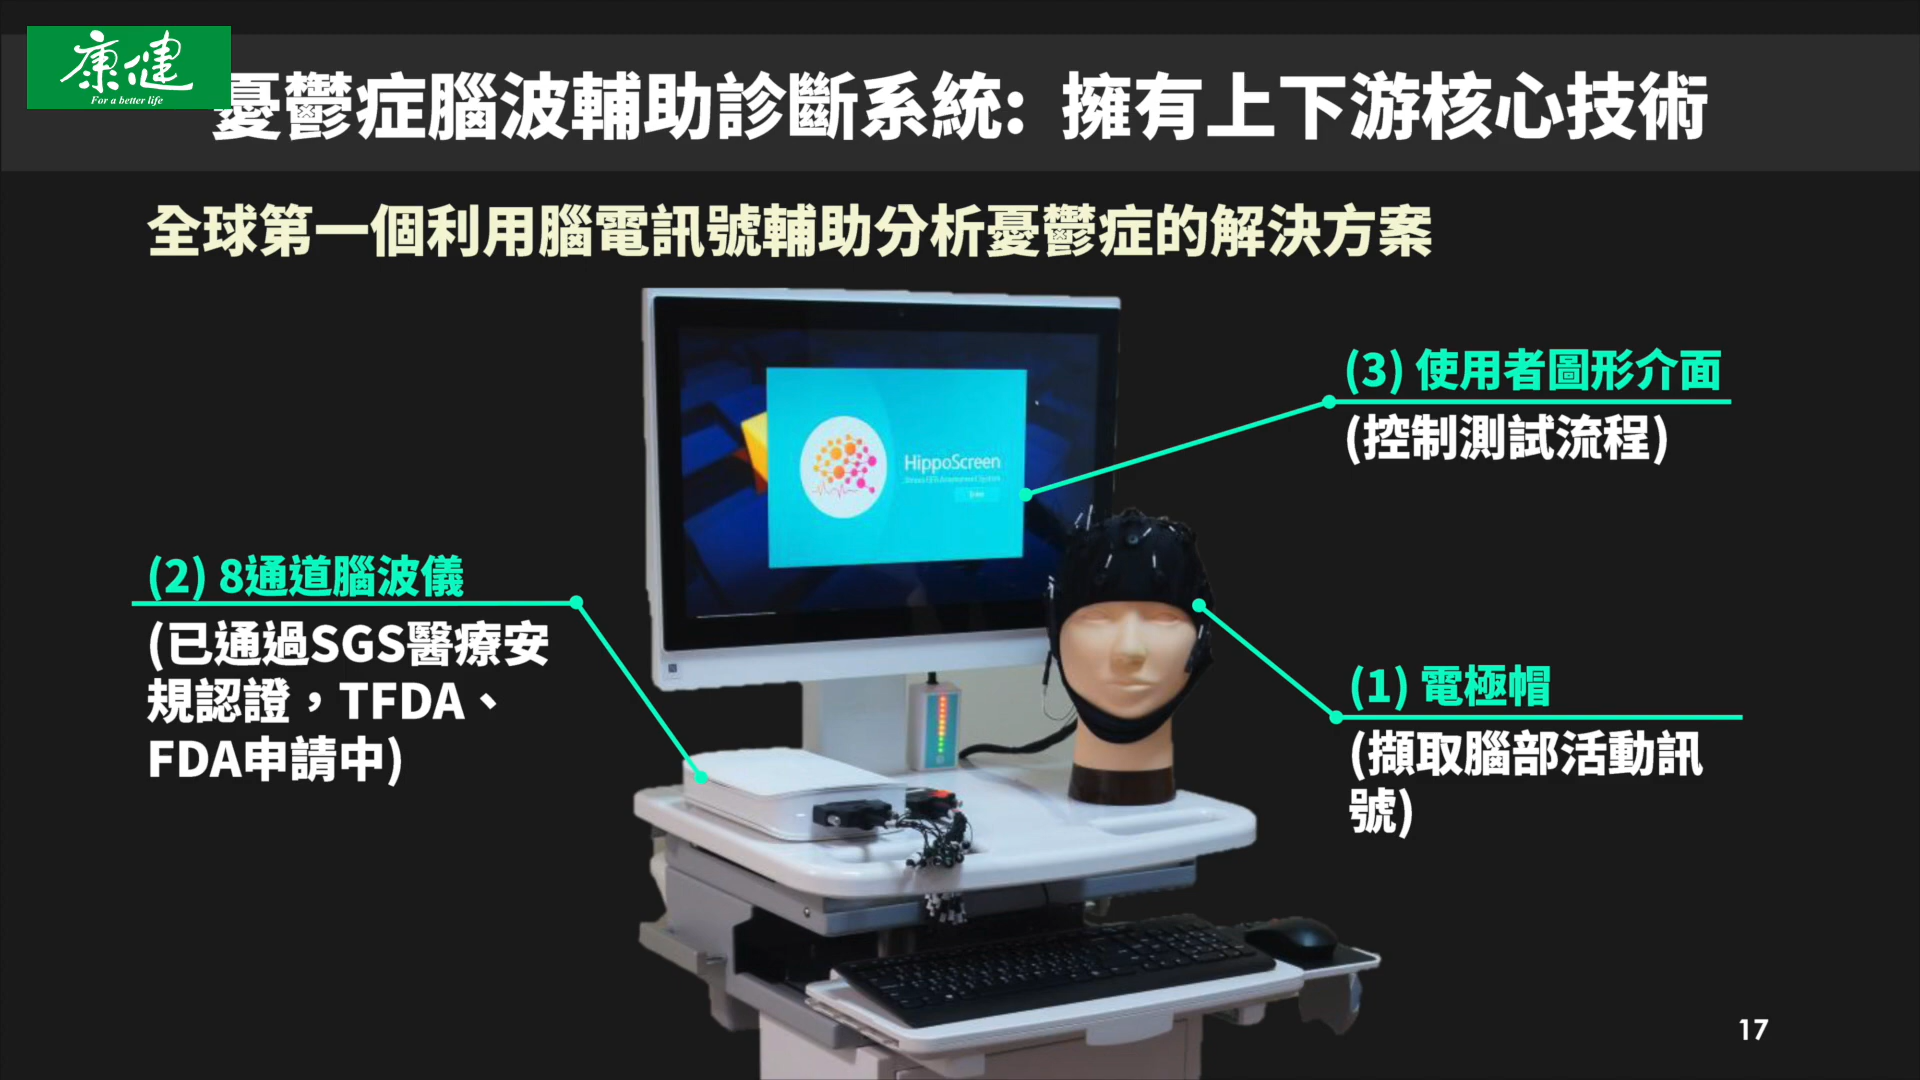 康健
For a better life
憂鬱症腦波輔助診斷系統: 擁有上下游核心技術
全球第一個利用腦電訊號輔助分析憂鬱症的解決方案
(3) 使用者圖形介面
(控制測試流程)
HippoScreen
(2) 8通道腦波儀
(已通過SGS醫療安
規認證，TFDA、
FDA申請中)
(1) 電極帽
(擷取腦部活動訊
號)
17